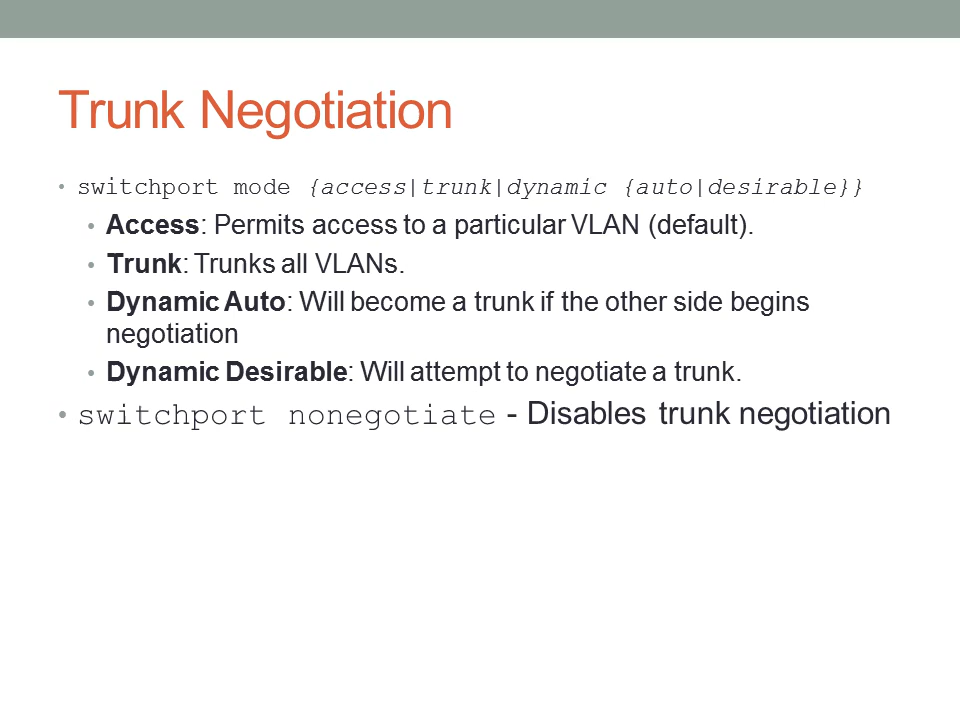 Trunk Negotiation
• switchport mode {access|trunk|dynamic {auto|desirable}}
• Access: Permits access to a particular VLAN (default).
• Trunk: Trunks all VLANs.
• Dynamic Auto: Will become a trunk if the other side begins
negotiation
• Dynamic Desirable: Will attempt to negotiate a trunk.
• switchport nonegotiate - Disables trunk negotiation